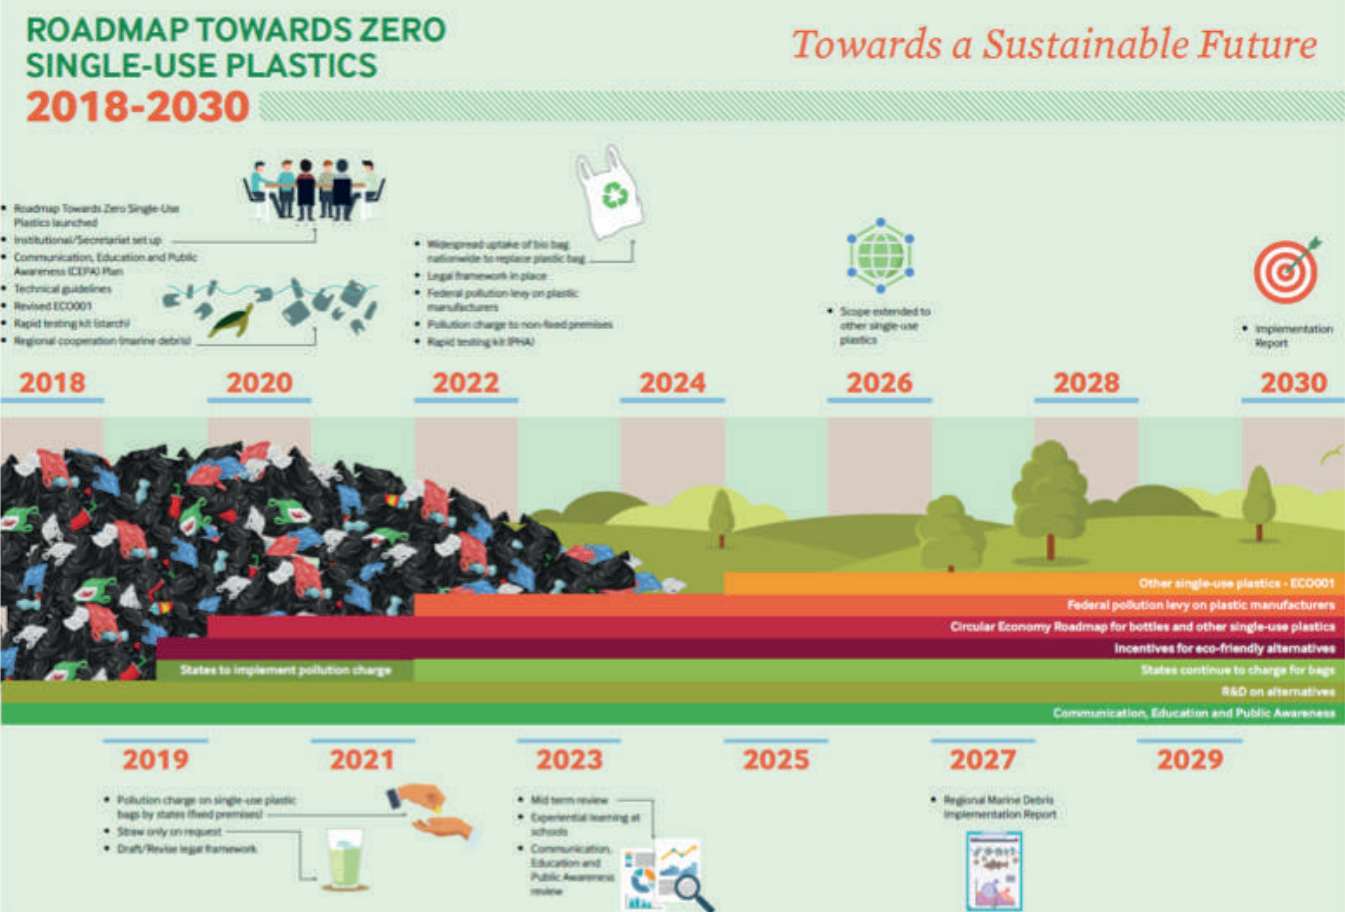 ROADMAP TOWARDS ZERO
SINGLE-USE PLASTICS
2018-2030
Towards a Sustainable Future
• Roadmap Towards Zero Single-Use
Plastics launched
• Institutional/Secretariat set up
• Communication, Education and Public
Awareness (CEPA) Plan
• Technical guidelines
• Revised ECO001
• Rapid testing kit (starch)
• Regional cooperation (marine debris)
• Widespread uptake of bio bag
nationwide to replace plastic bag
• Legal framework in place
• Federal pollution levy on plastic
manufacturers
• Pollution charge to non-fixed premises
• Rapid testing kit (PHA)
• Scope extended to
other single-use
plastics
• Implementation
Report
2018
2020
2022
2024
2026
2028
2030
Other single-use plastics - ECO001
Federal pollution levy on plastic manufacturers
Circular Economy Roadmap for bottles and other single-use plastics
Incentives for eco-friendly alternatives
States to implement pollution charge
States continue to charge for bags
R&D on alternatives
Communication, Education and Public Awareness
2019
2021
2023
2025
2027
2029
• Pollution charge on single-use plastic
bags by states (fixed premises)
• Straw only on request
• Draft/Revise legal framework
• Mid term review
• Experiential learning at
schools
• Communication,
Education and
Public Awareness
review
• Regional Marine Debris
Implementation Report